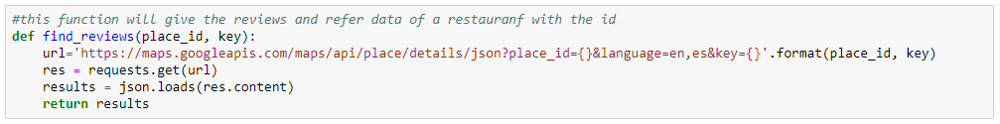 #this function will give the reviews and refer data of a restauranf with the id
def find_reviews(place_id, key):
    url='https://maps.googleapis.com/maps/api/place/details/json?place_id={}&language=en,es&key={}'.format(place_id, key)
    res = requests.get(url)
    results = json.loads(res.content)
    return results